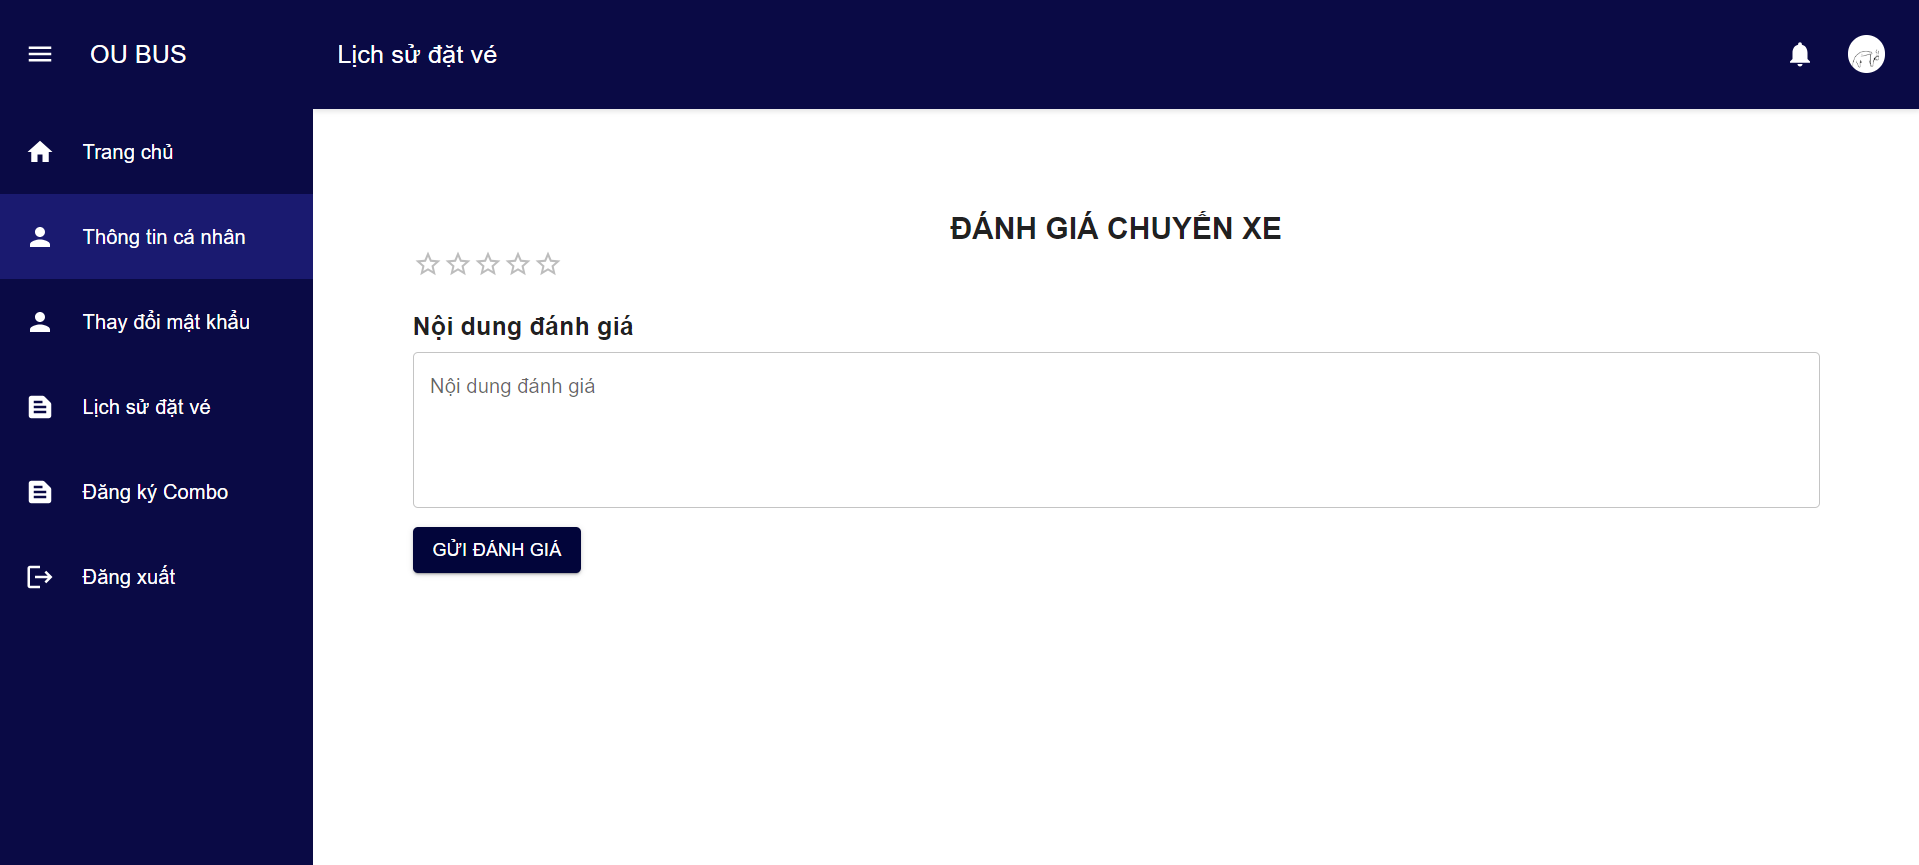 OU BUS
Lịch sử đặt vé
Trang chủ
Thông tin cá nhân
Thay đổi mật khẩu
Lịch sử đặt vé
Đăng ký Combo
Đăng xuất
ĐÁNH GIÁ CHUYẾN XE
Nội dung đánh giá
Nội dung đánh giá
GỬI ĐÁNH GIÁ